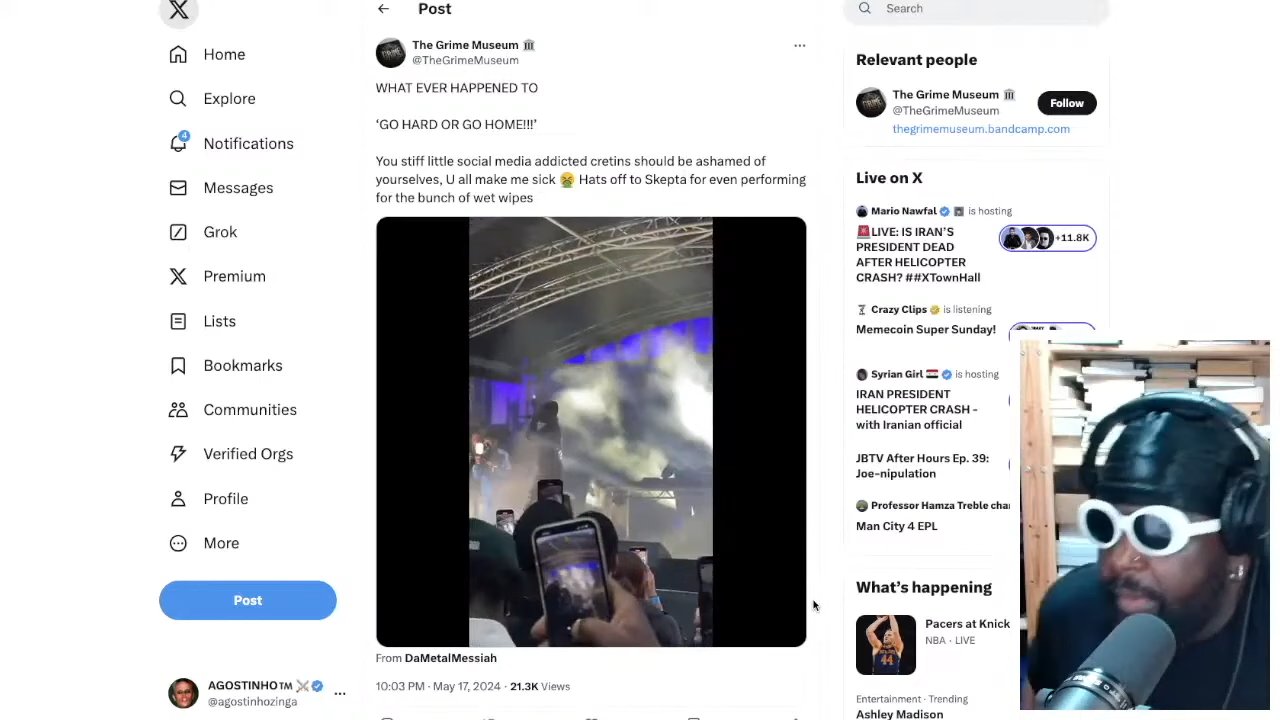 Post
Search
Home
Explore
4
Notifications
Messages
Grok
Premium
Lists
Bookmarks
Communities
Verified Orgs
Profile
More
Post
AGOSTINHO™
@agostinhozinga
The Grime Museum
@TheGrimeMuseum
WHAT EVER HAPPENED TO
‘GO HARD OR GO HOME!!!’
You stiff little social media addicted cretins should be ashamed of
yourselves, U all make me sick 🤮 Hats off to Skepta for even performing
for the bunch of wet wipes
From DaMetalMessiah
10:03 PM · May 17, 2024 · 21.3K Views
Relevant people
The Grime Museum
@TheGrimeMuseum
Follow
thegrimemuseum.bandcamp.com
Live on X
Mario Nawfal is hosting
🚨LIVE: IS IRAN’S
PRESIDENT DEAD
AFTER HELICOPTER
CRASH? ##XTownHall
+11.8K
Crazy Clips is listening
Memecoin Super Sunday!
Syrian Girl is hosting
IRAN PRESIDENT
HELICOPTER CRASH -
with Iranian official
JBTV After Hours Ep. 39:
Joe-nipulation
Professor Hamza Treble
Man City 4 EPL
What’s happening
Pacers at Knick
NBA · LIVE
Entertainment · Trending
Ashley Madison